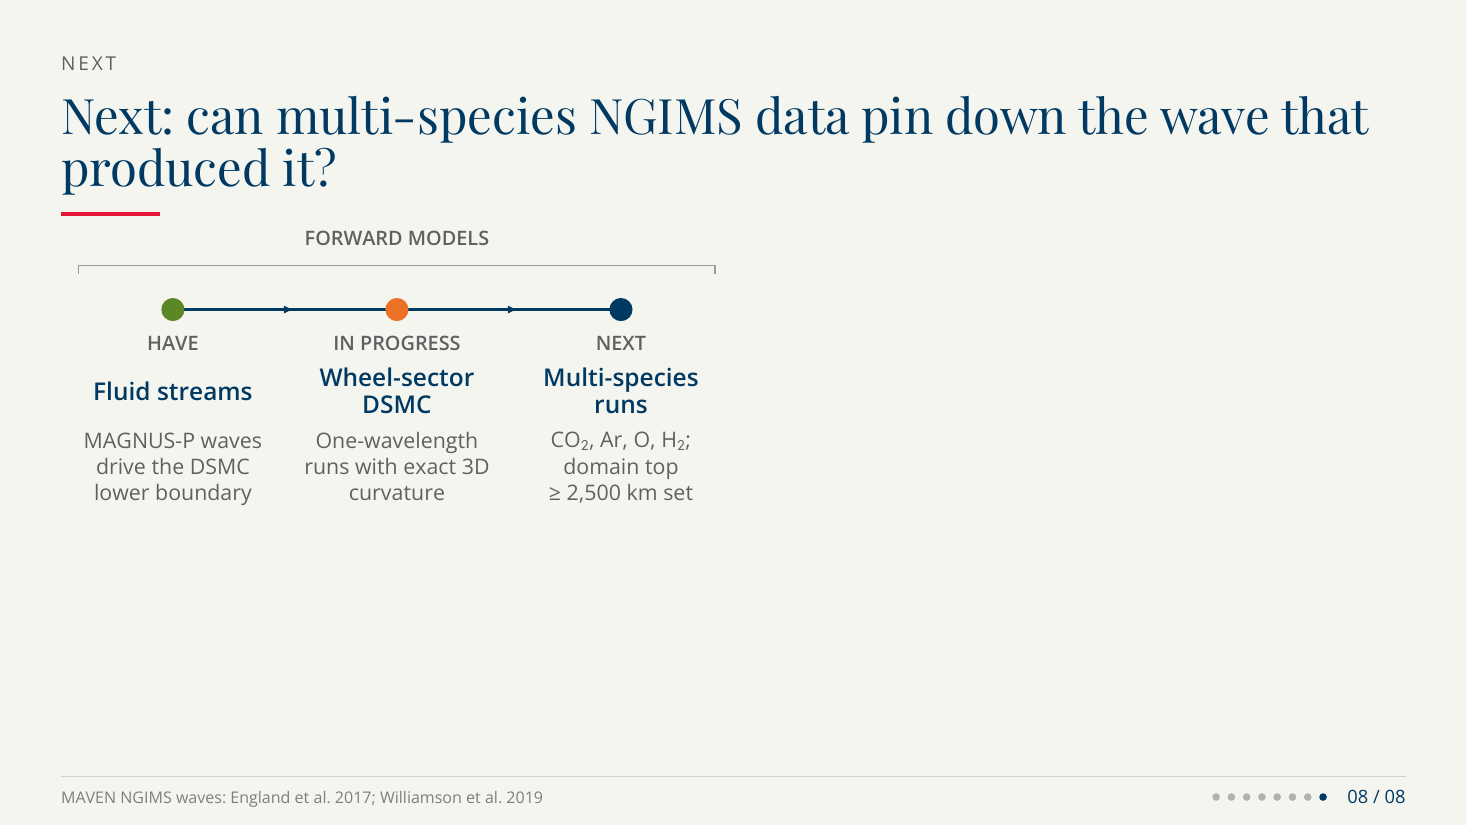 NEXT
Next: can multi-species NGIMS data pin down the wave that
produced it?
FORWARD MODELS
HAVE
Fluid streams
MAGNUS-P waves
drive the DSMC
lower boundary
IN PROGRESS
Wheel-sector
DSMC
One-wavelength
runs with exact 3D
curvature
NEXT
Multi-species
runs
CO₂, Ar, O, H₂;
domain top
≥ 2,500 km set
MAVEN NGIMS waves: England et al. 2017; Williamson et al. 2019
08 / 08